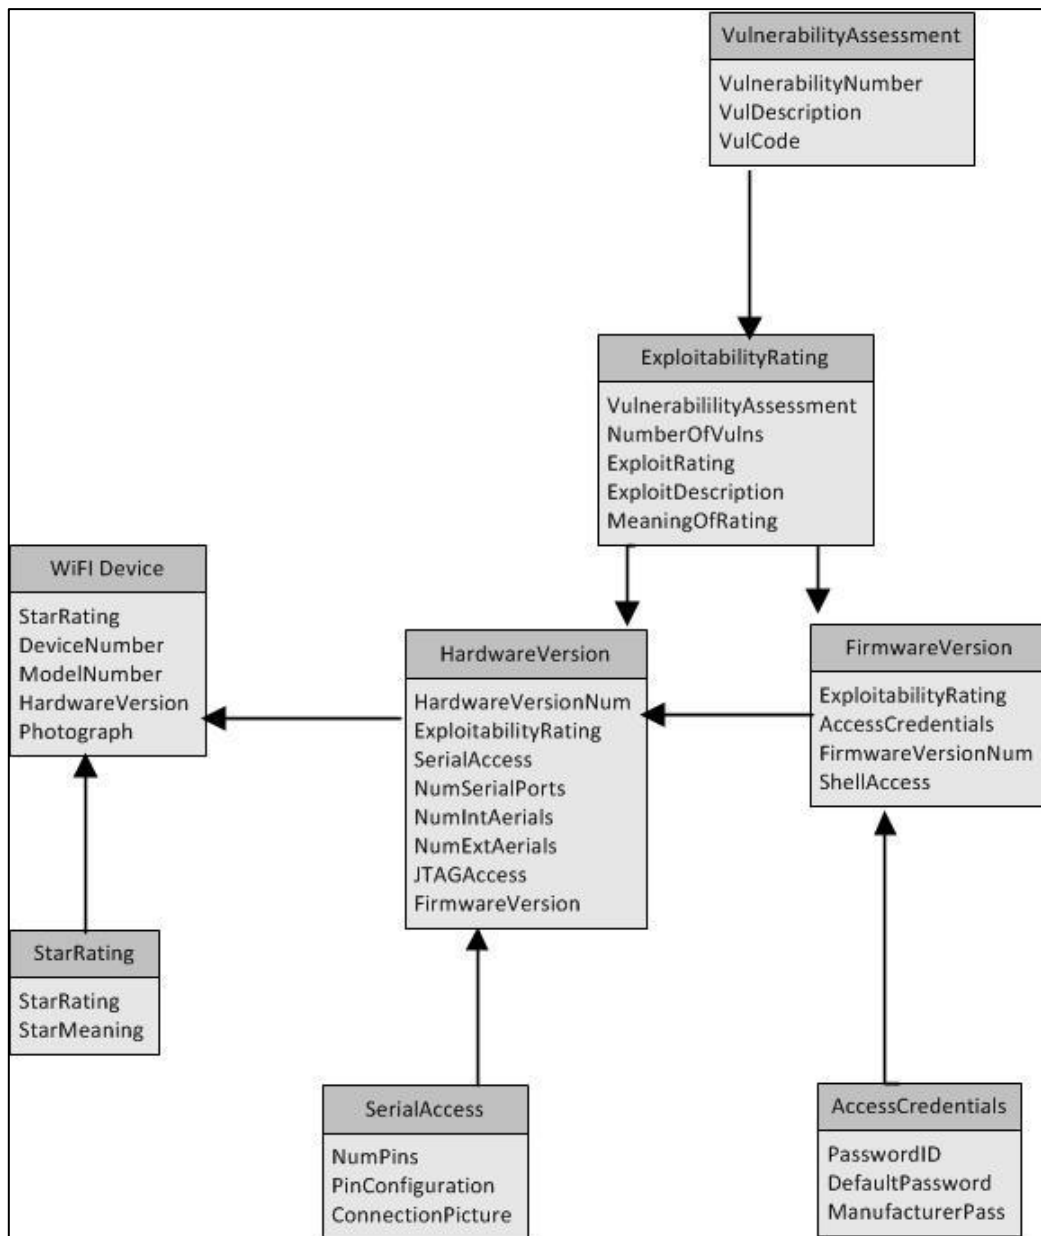 VulnerabilityAssessment
VulnerabilityNumber
VulDescription
VulCode
ExploitabilityRating
VulnerabililityAssessment
NumberOfVulns
ExploitRating
ExploitDescription
MeaningOfRating
WiFI Device
StarRating
DeviceNumber
ModelNumber
HardwareVersion
Photograph
HardwareVersion
HardwareVersionNum
ExploitabilityRating
SerialAccess
NumSerialPorts
NumIntAerials
NumExtAerials
JTAGAccess
FirmwareVersion
FirmwareVersion
ExploitabilityRating
AccessCredentials
FirmwareVersionNum
ShellAccess
StarRating
StarRating
StarMeaning
SerialAccess
NumPins
PinConfiguration
ConnectionPicture
AccessCredentials
PasswordID
DefaultPassword
ManufacturerPass